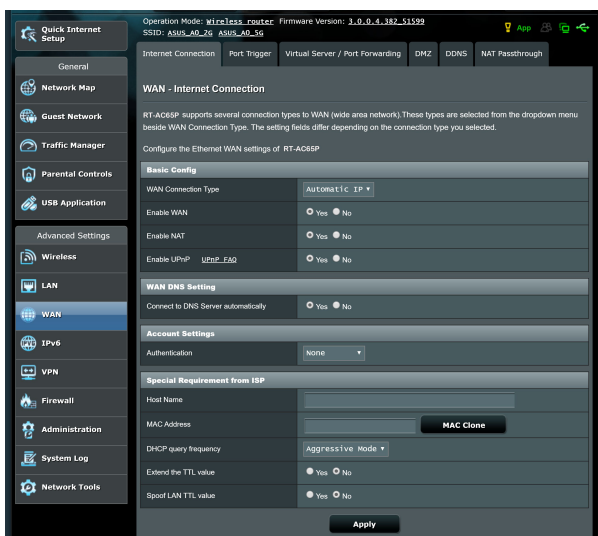 Quick Internet
Setup
General
Network Map
Guest Network
Traffic Manager
Parental Controls
USB Application
Advanced Settings
Wireless
LAN
WAN
IPv6
VPN
Firewall
Administration
System Log
Network Tools
Operation Mode: Wireless router Firmware Version: 3.0.0.4.382_51599
SSID: ASUS_A0_2G ASUS_A0_5G
App
Internet Connection Port Trigger Virtual Server / Port Forwarding DMZ DDNS NAT Passthrough
WAN - Internet Connection
RT-AC65P supports several connection types to WAN (wide area network).These types are selected from the dropdown menu
beside WAN Connection Type. The setting fields differ depending on the connection type you selected.
Configure the Ethernet WAN settings of RT-AC65P
Basic Config
WAN Connection Type Automatic IP
Enable WAN Yes No
Enable NAT Yes No
Enable UPnP UPnP FAQ Yes No
WAN DNS Setting
Connect to DNS Server automatically Yes No
Account Settings
Authentication None
Special Requirement from ISP
Host Name
MAC Address MAC Clone
DHCP query frequency Aggressive Mode
Extend the TTL value Yes No
Spoof LAN TTL value Yes No
Apply